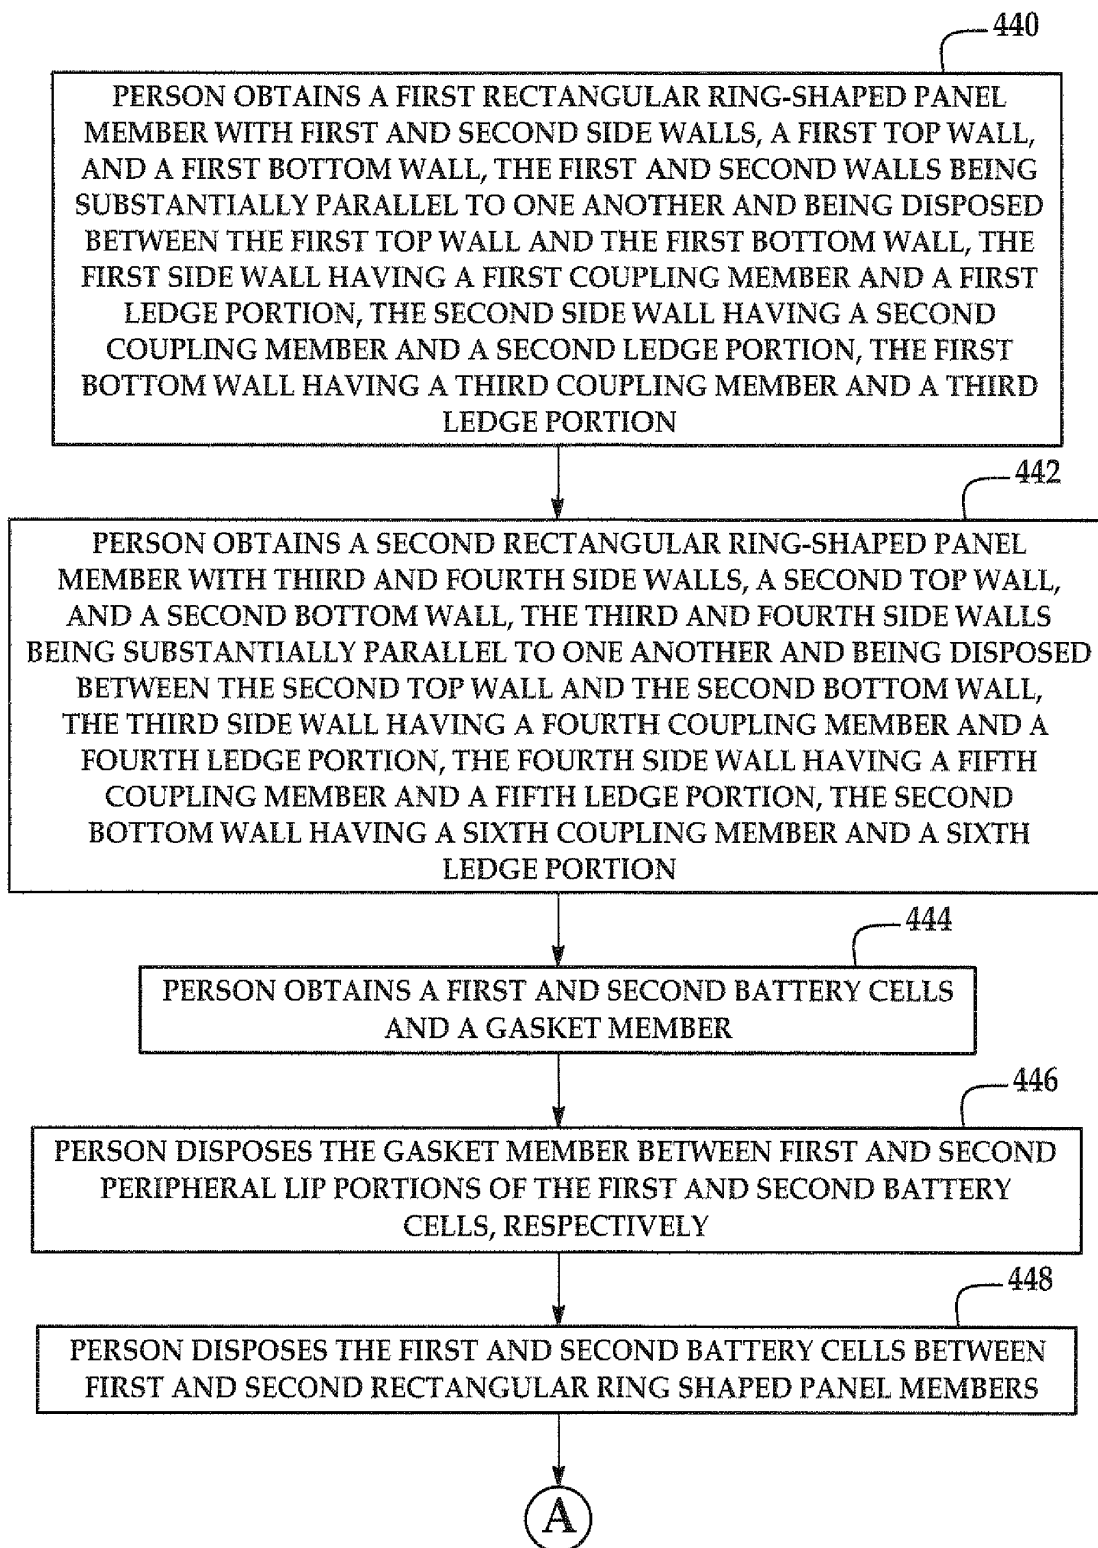 440
PERSON OBTAINS A FIRST RECTANGULAR RING-SHAPED PANEL
MEMBER WITH FIRST AND SECOND SIDE WALLS, A FIRST TOP WALL,
AND A FIRST BOTTOM WALL, THE FIRST AND SECOND WALLS BEING
SUBSTANTIALLY PARALLEL TO ONE ANOTHER AND BEING DISPOSED
BETWEEN THE FIRST TOP WALL AND THE FIRST BOTTOM WALL, THE
FIRST SIDE WALL HAVING A FIRST COUPLING MEMBER AND A FIRST
LEDGE PORTION, THE SECOND SIDE WALL HAVING A SECOND
COUPLING MEMBER AND A SECOND LEDGE PORTION, THE FIRST
BOTTOM WALL HAVING A THIRD COUPLING MEMBER AND A THIRD
LEDGE PORTION
442
PERSON OBTAINS A SECOND RECTANGULAR RING-SHAPED PANEL
MEMBER WITH THIRD AND FOURTH SIDE WALLS, A SECOND TOP WALL,
AND A SECOND BOTTOM WALL, THE THIRD AND FOURTH SIDE WALLS
BEING SUBSTANTIALLY PARALLEL TO ONE ANOTHER AND BEING DISPOSED
BETWEEN THE SECOND TOP WALL AND THE SECOND BOTTOM WALL,
THE THIRD SIDE WALL HAVING A FOURTH COUPLING MEMBER AND A
FOURTH LEDGE PORTION, THE FOURTH SIDE WALL HAVING A FIFTH
COUPLING MEMBER AND A FIFTH LEDGE PORTION, THE SECOND
BOTTOM WALL HAVING A SIXTH COUPLING MEMBER AND A SIXTH
LEDGE PORTION
444
PERSON OBTAINS A FIRST AND SECOND BATTERY CELLS
AND A GASKET MEMBER
446
PERSON DISPOSES THE GASKET MEMBER BETWEEN FIRST AND SECOND
PERIPHERAL LIP PORTIONS OF THE FIRST AND SECOND BATTERY
CELLS, RESPECTIVELY
448
PERSON DISPOSES THE FIRST AND SECOND BATTERY CELLS BETWEEN
FIRST AND SECOND RECTANGULAR RING SHAPED PANEL MEMBERS
A